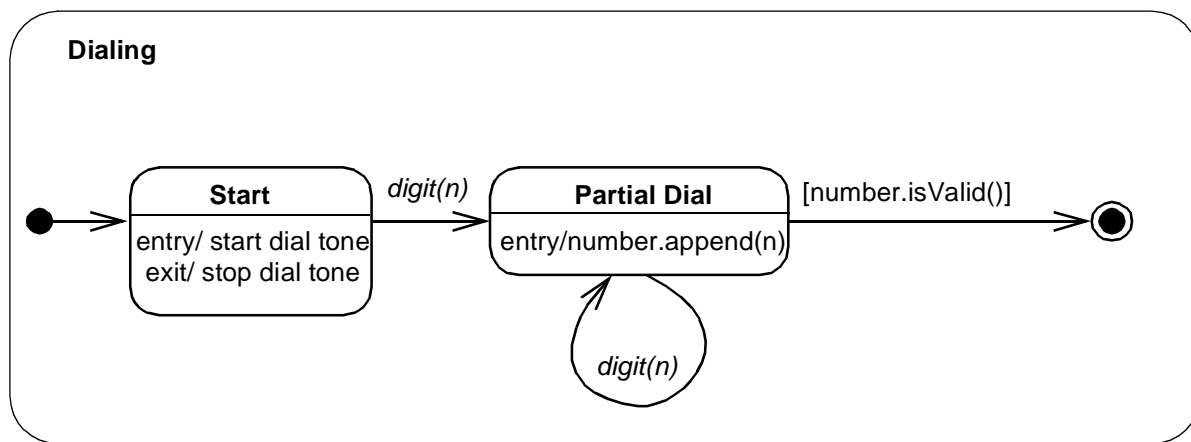 Dialing
Start
entry/ start dial tone
exit/ stop dial tone
digit(n)
Partial Dial
entry/number.append(n)
digit(n)
[number.isValid()]